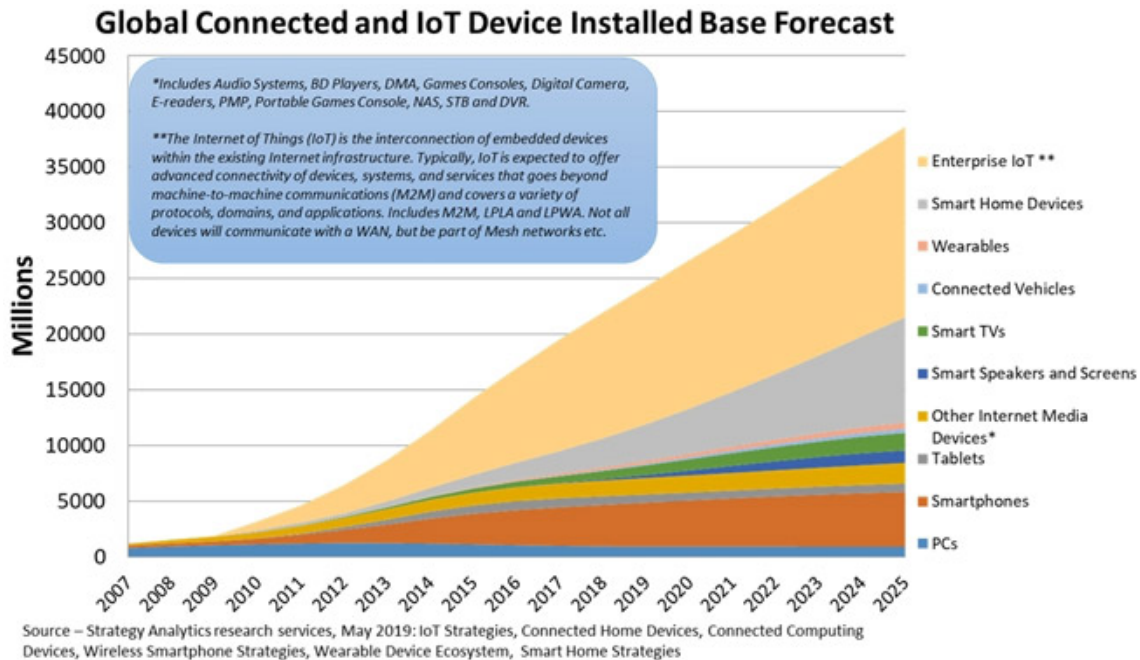 Global Connected and IoT Device Installed Base Forecast
45000
40000
35000
30000
25000
20000
15000
10000
5000
0
Millions
*Includes Audio Systems, BD Players, DMA, Games Consoles, Digital Camera,
E-readers, PMP, Portable Games Console, NAS, STB and DVR.
**The Internet of Things (IoT) is the interconnection of embedded devices
within the existing Internet infrastructure. Typically, IoT is expected to offer
advanced connectivity of devices, systems, and services that goes beyond
machine-to-machine communications (M2M) and covers a variety of
protocols, domains, and applications. Includes M2M, LPLA and LPWA. Not all
devices will communicate with a WAN, but be part of Mesh networks etc.
Enterprise IoT **
Smart Home Devices
Wearables
Connected Vehicles
Smart TVs
Smart Speakers and Screens
Other Internet Media
Devices*
Tablets
Smartphones
PCs
2007
2008
2009
2010
2011
2012
2013
2014
2015
2016
2017
2018
2019
2020
2021
2022
2023
2024
2025
Source – Strategy Analytics research services, May 2019: IoT Strategies, Connected Home Devices, Connected Computing
Devices, Wireless Smartphone Strategies, Wearable Device Ecosystem, Smart Home Strategies